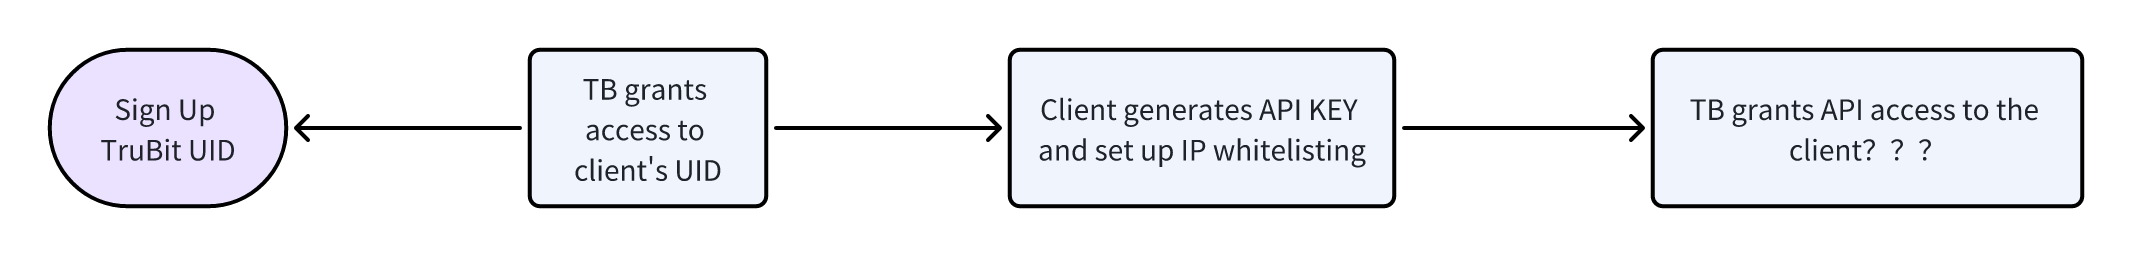 Sign Up
TruBit UID
TB grants
access to
client's UID
Client generates API KEY
and set up IP whitelisting
TB grants API access to the
client？？？